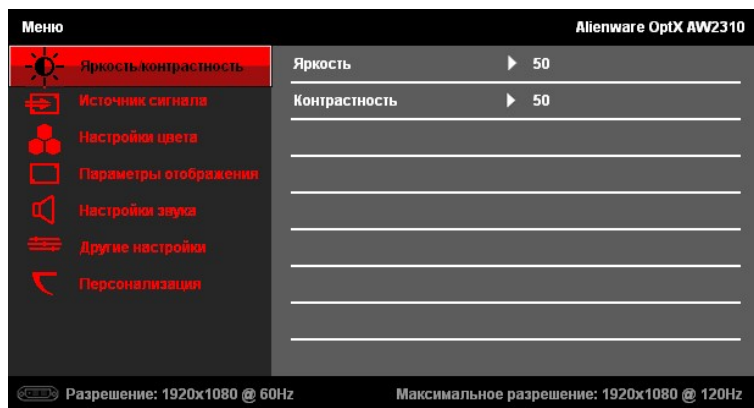 Меню
Alienware OptX AW2310
Яркость/контрастность
Яркость 50
Источник сигнала
Контрастность 50
Настройки цвета
Параметры отображения
Настройки звука
Другие настройки
Персонализация
Разрешение: 1920x1080 @ 60Hz
Максимальное разрешение: 1920x1080 @ 120Hz